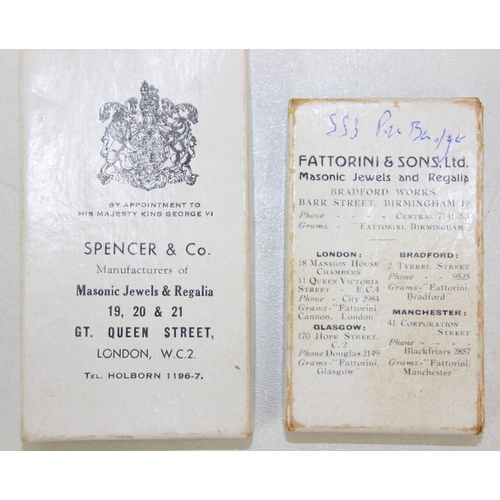 BY APPOINTMENT TO
HIS MAJESTY KING GEORGE VI
SPENCER & Co.
Manufacturers of
Masonic Jewels & Regalia
19, 20 & 21
GT. QUEEN STREET,
LONDON, W.C.2.
TEL. HOLBORN 1196-7.
FATTORINI & SONS, Ltd.
Masonic Jewels and Regalia
BRADFORD WORKS,
BARR STREET, BIRMINGHAM 19
Phone - - - - CENTRAL
Grams. - - "FATTORINI, BIRMINGHAM"
LONDON:
18 MANSION HOUSE
CHAMBERS
11 QUEEN VICTORIA
STREET - E.C.4
Phone - City 2984
Grams-"Fattorini,
Cannon, London
GLASGOW:
170 HOPE STREET,
C. 2
Phone Douglas 2149
Grams-"Fattorini,
Glasgow
BRADFORD:
2 TYRREL STREET
Phone - - 9525
Grams-"Fattorini,
Bradford"
MANCHESTER:
41 CORPORATION
STREET
Phone - - - -
Blackfriars 2857
Grams-"Fattorini,
Manchester